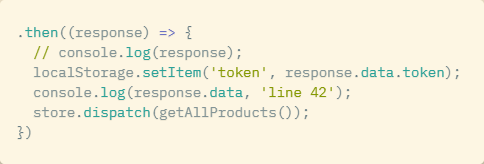 .then((response) => {
  // console.log(response);
  localStorage.setItem('token', response.data.token);
  console.log(response.data, 'line 42');
  store.dispatch(getAllProducts());
})